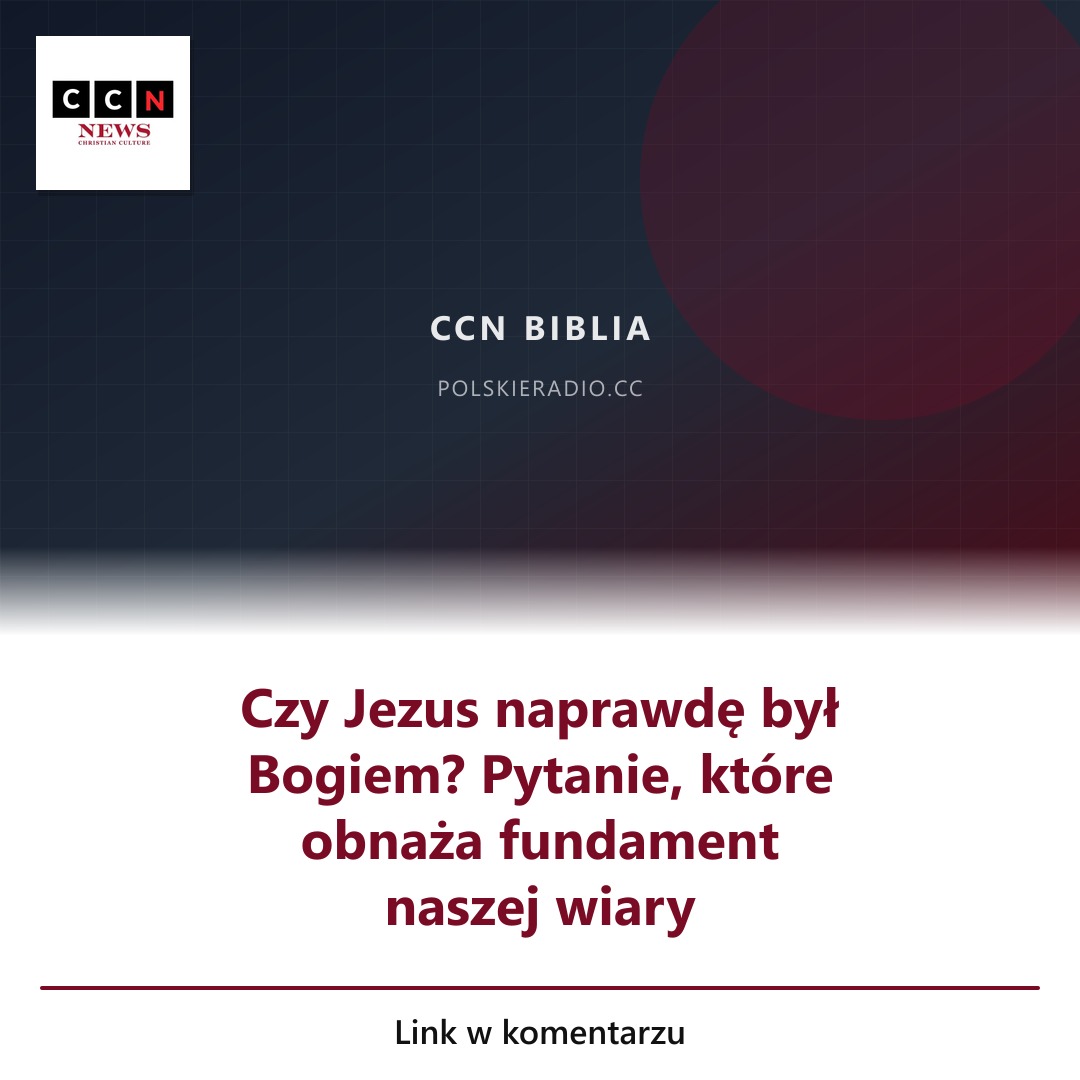 CCN
NEWS
CHRISTIAN CULTURE
CCN BIBLIA
POLSKIERADIO.CC
Czy Jezus naprawdę był
Bogiem? Pytanie, które
obnaża fundament
naszej wiary
Link w komentarzu